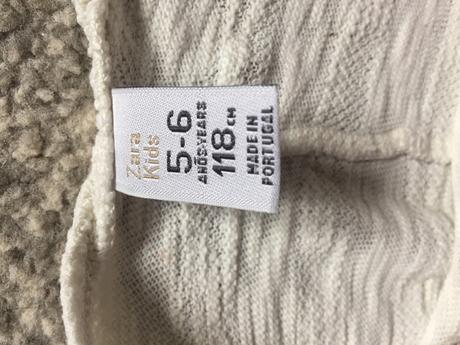 Zara
Kids
5-6
AÑOS-YEARS
118 CM
MADE IN
PORTUGAL